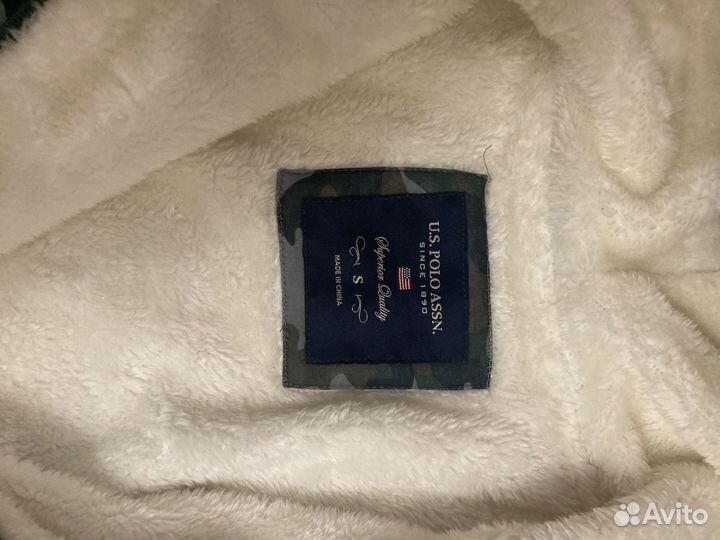 U.S. POLO ASSN.
SINCE 1890
Superior Quality
S
MADE IN CHINA
Avito